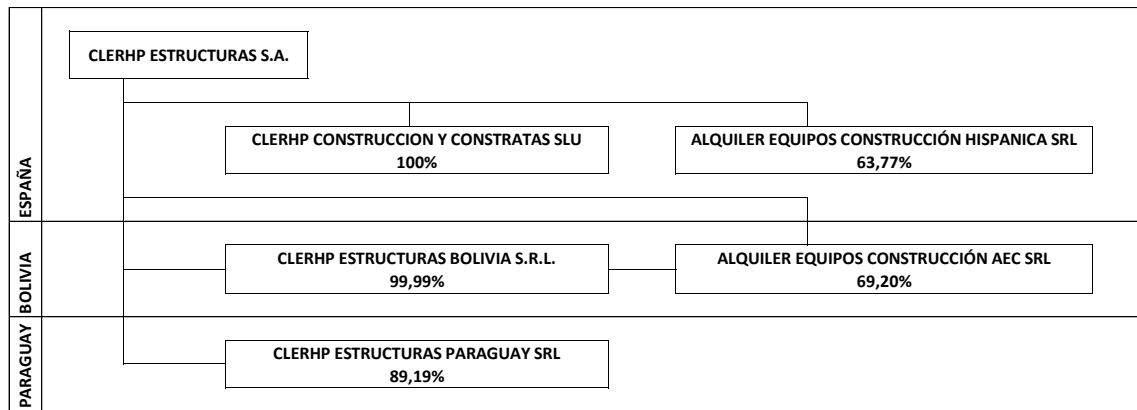 ESPAÑA
CLERHP ESTRUCTURAS S.A.
CLERHP CONSTRUCCION Y CONSTRATAS SLU
100%
ALQUILER EQUIPOS CONSTRUCCIÓN HISPANICA SRL
63,77%
BOLIVIA
CLERHP ESTRUCTURAS BOLIVIA S.R.L.
99,99%
ALQUILER EQUIPOS CONSTRUCCIÓN AEC SRL
69,20%
PARAGUAY
CLERHP ESTRUCTURAS PARAGUAY SRL
89,19%